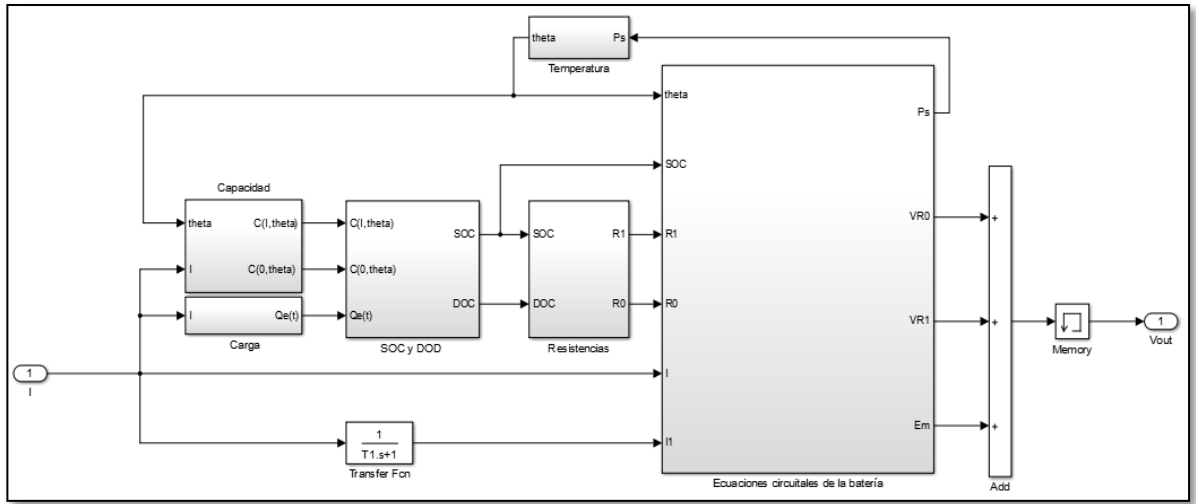 theta Ps
Temperatura
theta
Ps
SOC
Capacidad
theta C(I,theta)
C(I,theta)
SOC
SOC R1
R1
VR0
+
I C(0,theta)
C(0,theta)
I Qe(t)
Qe(t)
DOC
DOC R0
R0
VR1
+
Carga
SOC y DOD
Resistencias
Memory
1
Vout
1
I
I
1
T1.s+1
Transfer Fcn
I1
Em
+
Ecuaciones circuitales de la batería
Add